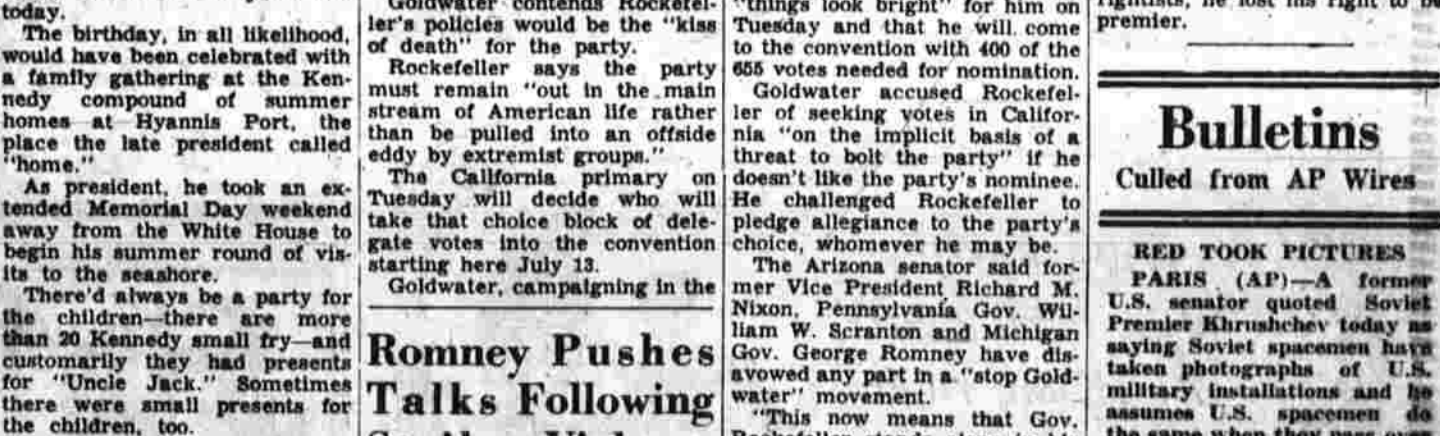 today.
The birthday, in all likelihood,
would have been celebrated with
a family gathering at the Ken-
nedy compound of summer
homes at Hyannis Port, the
place the late president called
"home."
As president, he took an ex-
tended Memorial Day weekend
away from the White House to
begin his summer round of vis-
its to the seashore.
There'd always be a party for
the children—there are more
than 20 Kennedy small fry—and
customarily they had presents
for "Uncle Jack." Sometimes
there were small presents for
the children, too.
Goldwater contends Rockefel-
ler's policies would be the "kiss
of death" for the party.
Rockefeller says the party
must remain "out in the main
stream of American life rather
than be pulled into an offside
eddy by extremist groups."
The California primary on
Tuesday will decide who will
take that choice block of dele-
gate votes into the convention
starting here July 13.
Goldwater, campaigning in the
Romney Pushes
Talks Following
"things look bright" for him on
Tuesday and that he will come
to the convention with 400 of the
655 votes needed for nomination.
Goldwater accused Rockefel-
ler of seeking votes in Califor-
nia "on the implicit basis of a
threat to bolt the party" if he
doesn't like the party's nominee.
He challenged Rockefeller to
pledge allegiance to the party's
choice, whomever he may be.
The Arizona senator said for-
mer Vice President Richard M.
Nixon, Pennsylvania Gov. Wil-
liam W. Scranton and Michigan
Gov. George Romney have dis-
avowed any part in a "stop Gold-
water" movement.
"This now means that Gov.
rightists, he lost his right to be
premier.
Bulletins
Culled from AP Wires
RED TOOK PICTURES
PARIS (AP)—A former
U.S. senator quoted Soviet
Premier Khrushchev today as
saying Soviet spacemen have
taken photographs of U.S.
military installations and he
assumes U.S. spacemen do
the same when they pass over